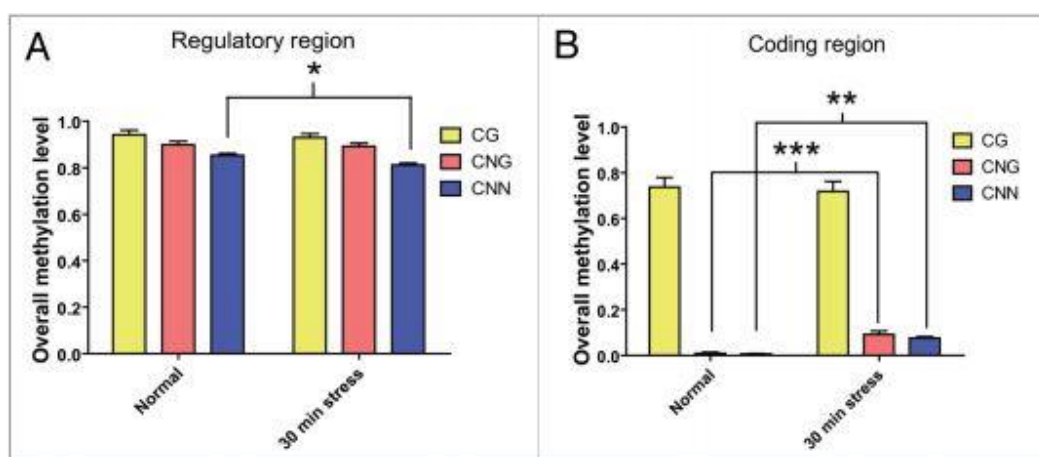 A
Regulatory region
*
Overall methylation level
1.0
0.8
0.6
0.4
0.2
0.0
Normal
30 min stress
CG
CNG
CNN
B
Coding region
**
***
Overall methylation level
1.0
0.8
0.6
0.4
0.2
0.0
Normal
30 min stress
CG
CNG
CNN